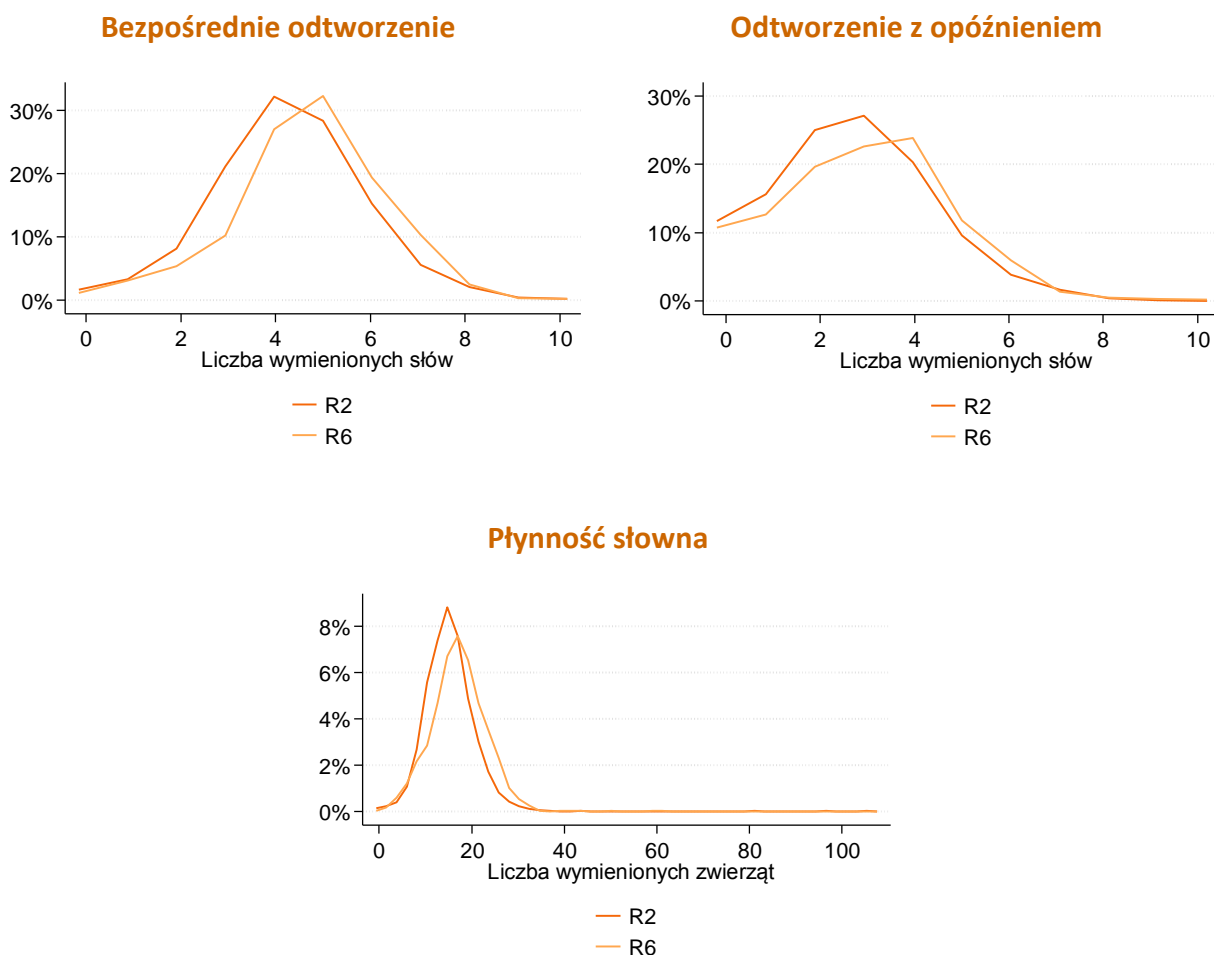 Bezpośrednie odtworzenie
30%
20%
10%
0%
0 2 4 6 8 10
Liczba wymienionych słów
R2
R6
Odtworzenie z opóźnieniem
30%
20%
10%
0%
0 2 4 6 8 10
Liczba wymienionych słów
R2
R6
Płynność słowna
8%
6%
4%
2%
0%
0 20 40 60 80 100
Liczba wymienionych zwierząt
R2
R6